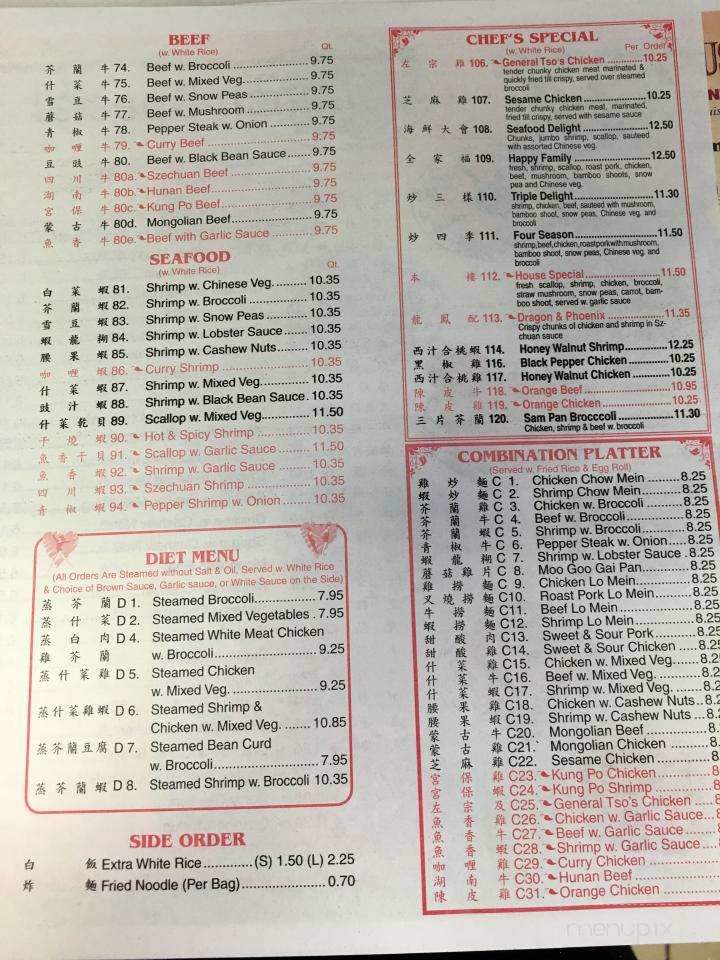 BEEF
(w. White Rice)
Qt.
芥蘭牛 74. Beef w. Broccoli 9.75
什菜牛 75. Beef w. Mixed Veg. 9.75
雪豆牛 76. Beef w. Snow Peas 9.75
蘑菇牛 77. Beef w. Mushroom 9.75
青椒牛 78. Pepper Steak w. Onion 9.75
咖喱牛 79. Curry Beef 9.75
豆豉牛 80. Beef w. Black Bean Sauce 9.75
四川牛 80a. Szechuan Beef 9.75
湖南牛 80b. Hunan Beef 9.75
宮保牛 80c. Kung Po Beef 9.75
蒙古牛 80d. Mongolian Beef 9.75
魚香牛 80e. Beef with Garlic Sauce 9.75
SEAFOOD
(w. White Rice)
Qt.
白菜蝦 81. Shrimp w. Chinese Veg. 10.35
芥蘭蝦 82. Shrimp w. Broccoli 10.35
雪豆蝦 83. Shrimp w. Snow Peas 10.35
蝦龍糊 84. Shrimp w. Lobster Sauce 10.35
腰果蝦 85. Shrimp w. Cashew Nuts 10.35
咖喱蝦 86. Curry Shrimp 10.35
什菜蝦 87. Shrimp w. Mixed Veg. 10.35
豉汁蝦 88. Shrimp w. Black Bean Sauce. 10.35
什菜乾貝 89. Scallop w. Mixed Veg. 11.50
干燒蝦 90. Hot & Spicy Shrimp 10.35
魚香干貝 91. Scallop w. Garlic Sauce 11.50
魚香蝦 92. Shrimp w. Garlic Sauce 10.35
四川蝦 93. Szechuan Shrimp 10.35
青椒蝦 94. Pepper Shrimp w. Onion 10.35
DIET MENU
(All Orders Are Steamed without Salt & Oil, Served w. White Rice
& Choice of Brown Sauce, Garlic sauce, or White Sauce on the Side)
蒸芥蘭 D 1. Steamed Broccoli 7.95
蒸什菜 D 2. Steamed Mixed Vegetables . 7.95
蒸白肉 D 4. Steamed White Meat Chicken
雞芥蘭 w. Broccoli 9.25
蒸什菜雞 D 5. Steamed Chicken
w. Mixed Veg. 9.25
蒸什菜雞蝦 D 6. Steamed Shrimp &
Chicken w. Mixed Veg. 10.85
蒸芥蘭豆腐 D 7. Steamed Bean Curd
w. Broccoli 7.95
蒸芥蘭蝦 D 8. Steamed Shrimp w. Broccoli 10.35
SIDE ORDER
白飯 Extra White Rice (S) 1.50 (L) 2.25
炸麵 Fried Noodle (Per Bag) 0.70
CHEF'S SPECIAL
(w. White Rice)
Per Order
左宗雞 106. General Tso's Chicken 10.25
tender chunky chicken meat marinated &
quickly fried till crispy, served over steamed
broccoli
芝麻雞 107. Sesame Chicken 10.25
tender chunky chicken meat, marinated,
fried till crispy, served with sesame sauce
海鮮大會 108. Seafood Delight 12.50
Chunks, jumbo shrimp, scallop, sauteed
with assorted Chinese veg.
全家福 109. Happy Family 12.50
fresh, shrimp, scallop, roast pork, chicken,
beef, mushroom, bamboo shoots, snow
pea and Chinese veg.
炒三樣 110. Triple Delight 11.30
shrimp, chicken, beef, sauteed with mushroom,
bamboo shoot, snow peas, Chinese veg. and
broccoli
炒四季 111. Four Season 11.50
shrimp,beef,chicken,roastporkwithmushroom,
bamboo shoot, snow peas, Chinese veg. and
broccoli
本樓 112. House Special 11.50
fresh scallop, shrimp, chicken, broccoli,
straw mushroom, snow peas, carrot, bam-
boo shoot, served w. garlic sauce
龍鳳配 113. Dragon & Phoenix 11.35
Crispy chunks of chicken and shrimp in Sz-
chuan sauce
西汁合桃蝦 114. Honey Walnut Shrimp 12.25
黑椒雞 116. Black Pepper Chicken 10.25
西汁合桃雞 117. Honey Walnut Chicken 10.25
陳皮牛 118. Orange Beef 10.95
陳皮雞 119. Orange Chicken 10.25
三片芥蘭 120. Sam Pan Brocccoli 11.30
Chicken, shrimp & beef w. broccoli
COMBINATION PLATTER
(Served w. Fried Rice & Egg Roll)
雞炒麵 C 1. Chicken Chow Mein 8.25
蝦炒麵 C 2. Shrimp Chow Mein 8.25
芥蘭雞 C 3. Chicken w. Broccoli 8.25
芥蘭牛 C 4. Beef w. Broccoli 8.25
芥蘭蝦 C 5. Shrimp w. Broccoli 8.25
青椒牛 C 6. Pepper Steak w. Onion 8.25
蝦龍糊 C 7. Shrimp w. Lobster Sauce . 8.25
蘑菇雞片 C 8. Moo Goo Gai Pan 8.25
雞撈麵 C 9. Chicken Lo Mein 8.25
叉燒撈麵 C10. Roast Pork Lo Mein 8.25
牛撈麵 C11. Beef Lo Mein 8.25
蝦撈麵 C12. Shrimp Lo Mein 8.25
甜酸肉 C13. Sweet & Sour Pork 8.25
甜酸雞 C14. Sweet & Sour Chicken 8.25
什菜雞 C15. Chicken w. Mixed Veg. 8.25
什菜牛 C16. Beef w. Mixed Veg. 8.25
什菜蝦 C17. Shrimp w. Mixed Veg. 8.25
腰果雞 C18. Chicken w. Cashew Nuts 8.2
腰果蝦 C19. Shrimp w. Cashew Nuts 8.2
蒙古牛 C20. Mongolian Beef 8.2
蒙古雞 C21. Mongolian Chicken 8.
芝麻雞 C22. Sesame Chicken 8.
宮保雞 C23. Kung Po Chicken 8
宮保蝦 C24. Kung Po Shrimp 8
左宗及 C25. General Tso's Chicken 8
魚香雞 C26. Chicken w. Garlic Sauce 8
魚香牛 C27. Beef w. Garlic Sauce
魚香蝦 C28. Shrimp w. Garlic Sauce
咖喱雞 C29. Curry Chicken
湖南牛 C30. Hunan Beef
陳皮雞 C31. Orange Chicken
menupix